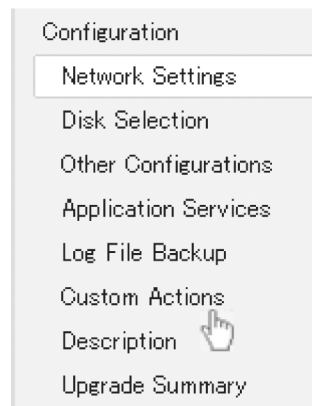 Configuration
Network Settings
Disk Selection
Other Configurations
Application Services
Log File Backup
Custom Actions
Description
Upgrade Summary